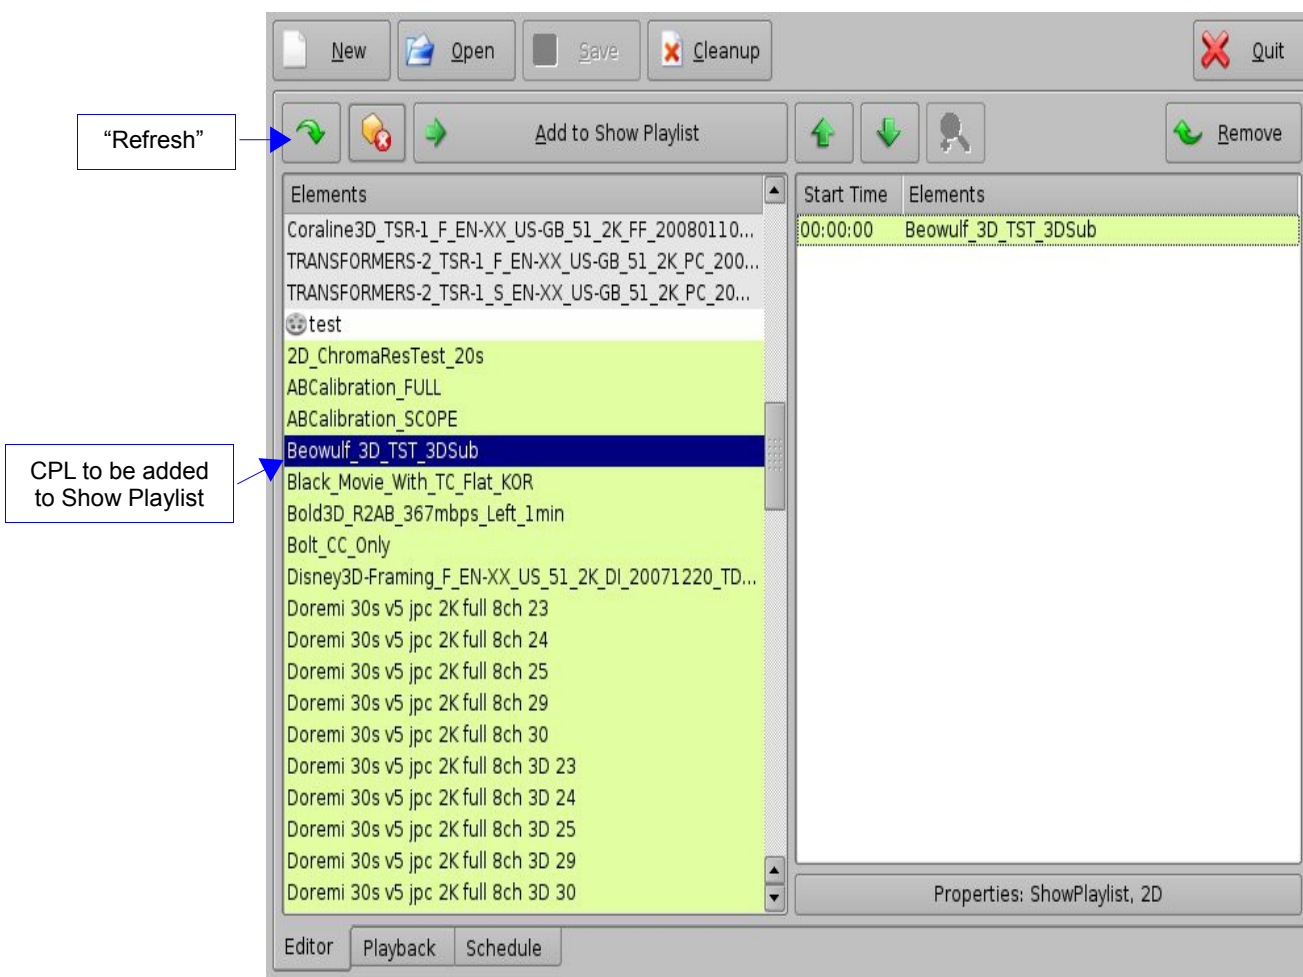 New
Open
Save
Cleanup
Quit
“Refresh”
Add to Show Playlist
Remove
Elements
Start Time Elements
Coraline3D_TSR-1_F_EN-XX_US-GB_51_2K_FF_20080110...
TRANSFORMERS-2_TSR-1_F_EN-XX_US-GB_51_2K_PC_200...
TRANSFORMERS-2_TSR-1_S_EN-XX_US-GB_51_2K_PC_20...
test
2D_ChromaResTest_20s
ABCalibration_FULL
ABCalibration_SCOPE
Beowulf_3D_TST_3DSub
Black_Movie_With_TC_Flat_KOR
Bold3D_R2AB_367mbps_Left_1min
Bolt_CC_Only
Disney3D-Framing_F_EN-XX_US_51_2K_DI_20071220_TD...
Doremi 30s v5 jpc 2K full 8ch 23
Doremi 30s v5 jpc 2K full 8ch 24
Doremi 30s v5 jpc 2K full 8ch 25
Doremi 30s v5 jpc 2K full 8ch 29
Doremi 30s v5 jpc 2K full 8ch 30
Doremi 30s v5 jpc 2K full 8ch 3D 23
Doremi 30s v5 jpc 2K full 8ch 3D 24
Doremi 30s v5 jpc 2K full 8ch 3D 25
Doremi 30s v5 jpc 2K full 8ch 3D 29
Doremi 30s v5 jpc 2K full 8ch 3D 30
00:00:00 Beowulf_3D_TST_3DSub
CPL to be added
to Show Playlist
Properties: ShowPlaylist, 2D
Editor
Playback
Schedule